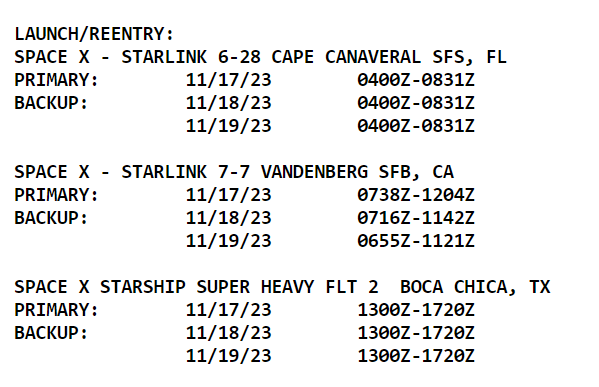 LAUNCH/REENTRY:
SPACE X - STARLINK 6-28 CAPE CANAVERAL SFS, FL
PRIMARY: 11/17/23 0400Z-0831Z
BACKUP: 11/18/23 0400Z-0831Z
11/19/23 0400Z-0831Z
SPACE X - STARLINK 7-7 VANDENBERG SFB, CA
PRIMARY: 11/17/23 0738Z-1204Z
BACKUP: 11/18/23 0716Z-1142Z
11/19/23 0655Z-1121Z
SPACE X STARSHIP SUPER HEAVY FLT 2 BOCA CHICA, TX
PRIMARY: 11/17/23 1300Z-1720Z
BACKUP: 11/18/23 1300Z-1720Z
11/19/23 1300Z-1720Z